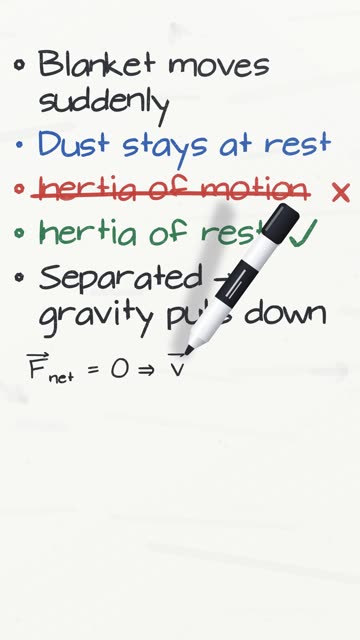 • Blanket moves
suddenly
• Dust stays at rest
• Inertia of motion x
• Inertia of rest ✓
• Separated
gravity down
F⃗net = 0 ⇒ v⃗